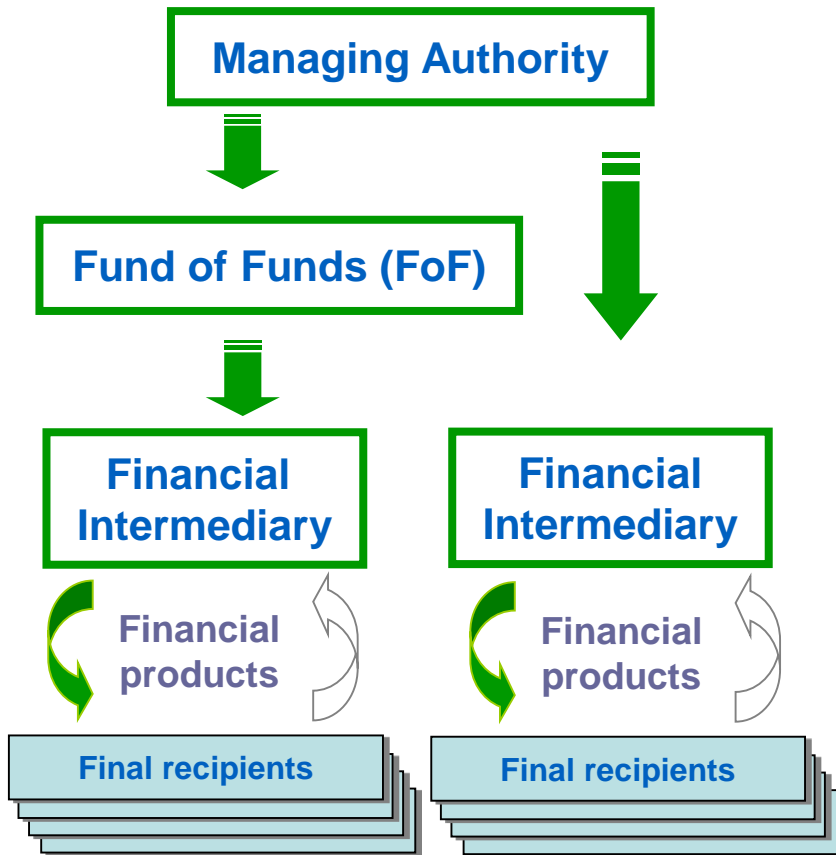 Managing Authority
Fund of Funds (FoF)
Financial
Intermediary
Financial
Intermediary
Financial
products
Financial
products
Final recipients
Final recipients